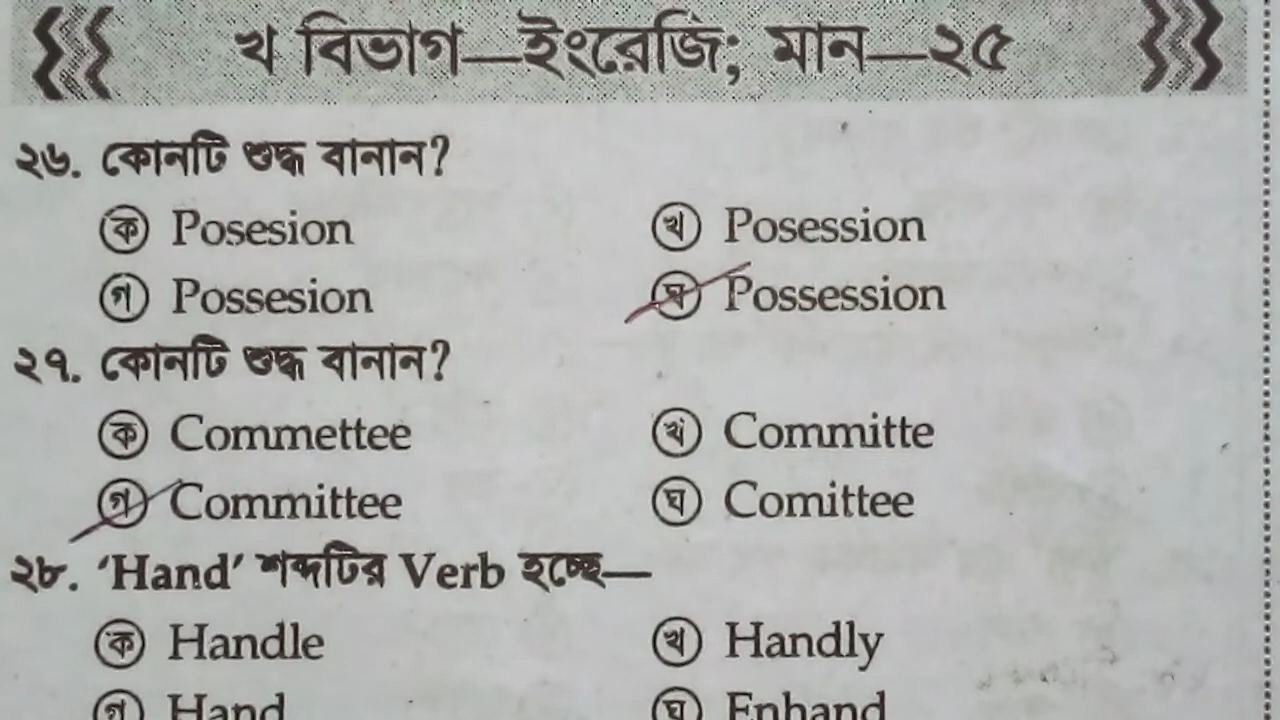 খ বিভাগ—ইংরেজি; মান—২৫
২৬. কোনটি শুদ্ধ বানান?
ক Posesion খ Posession
গ Possesion ঘ Possession
২৭. কোনটি শুদ্ধ বানান?
ক Commettee খ Committe
গ Committee ঘ Comittee
২৮. ‘Hand’ শব্দটির Verb হচ্ছে—
ক Handle খ Handly
গ Hand ঘ Enhand